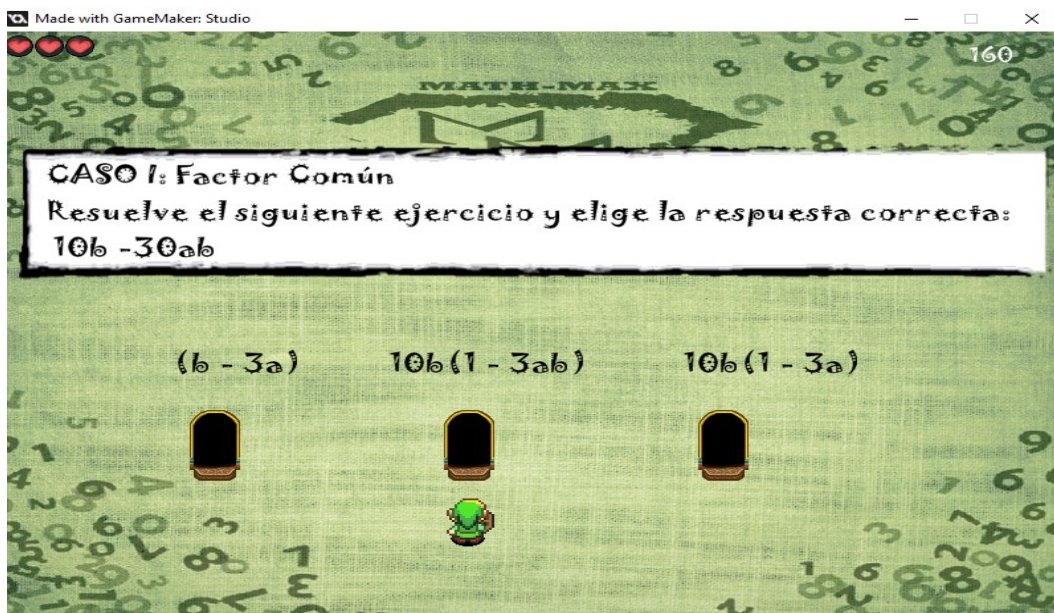 Made with GameMaker: Studio
160
MATH-MAX
CASO 1: Factor Común
Resuelve el siguiente ejercicio y elige la respuesta correcta:
10b -30ab
(b - 3a)
10b(1 - 3ab)
10b(1 - 3a)